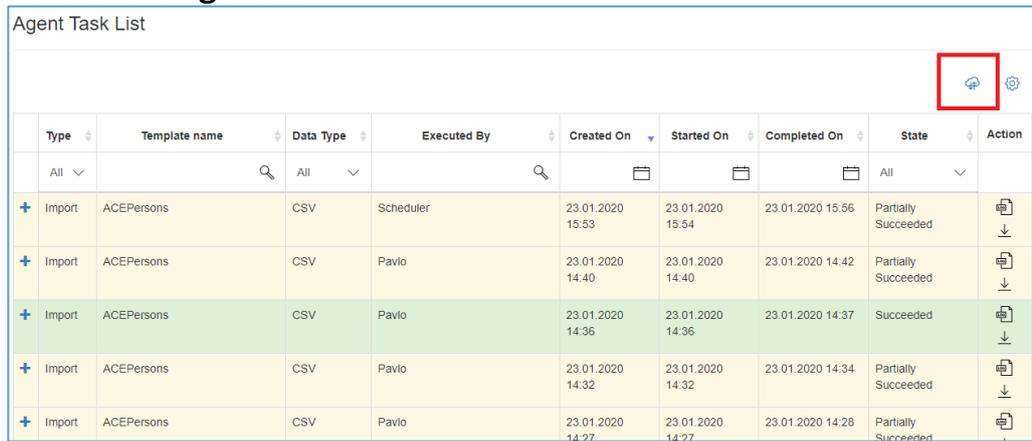 Agent Task List
Type Template name Data Type Executed By Created On Started On Completed On State Action
All All All
Import ACEPersons CSV Scheduler 23.01.2020 23.01.2020 23.01.2020 15:56 Partially
15:53 15:54 Succeeded
Import ACEPersons CSV Pavlo 23.01.2020 23.01.2020 23.01.2020 14:42 Partially
14:40 14:40 Succeeded
Import ACEPersons CSV Pavlo 23.01.2020 23.01.2020 23.01.2020 14:37 Succeeded
14:36 14:36
Import ACEPersons CSV Pavlo 23.01.2020 23.01.2020 23.01.2020 14:34 Partially
14:32 14:32 Succeeded
Import ACEPersons CSV Pavlo 23.01.2020 23.01.2020 23.01.2020 14:28 Partially
14:27 14:27 Succeeded